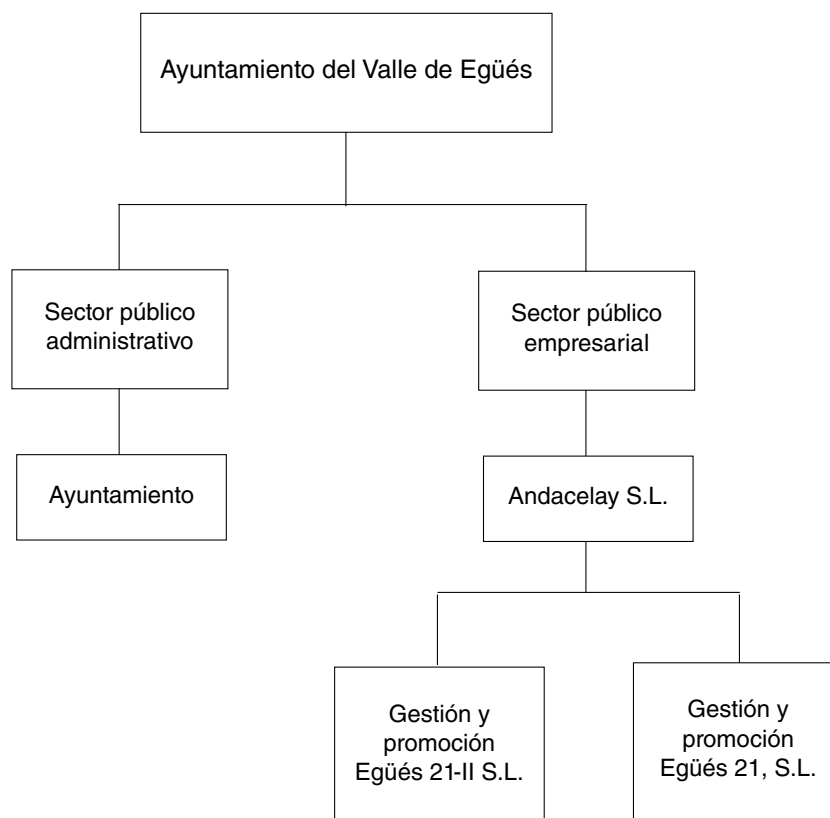 Ayuntamiento del Valle de Egüés
Sector público
administrativo
Sector público
empresarial
Ayuntamiento
Andacelay S.L.
Gestión y
promoción
Egüés 21-II S.L.
Gestión y
promoción
Egüés 21, S.L.